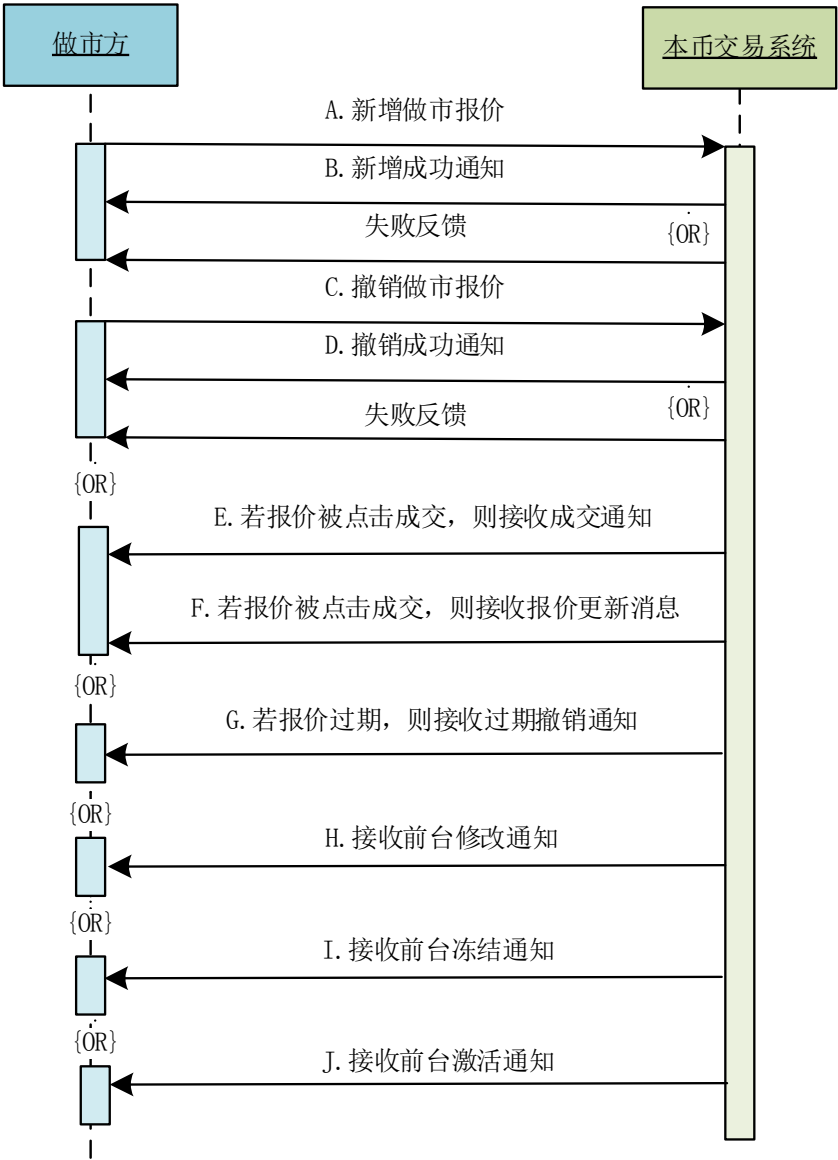 做市方
本币交易系统
A.新增做市报价
B.新增成功通知
失败反馈
{OR}
C.撤销做市报价
D.撤销成功通知
失败反馈
{OR}
{OR}
E.若报价被点击成交，则接收成交通知
F.若报价被点击成交，则接收报价更新消息
{OR}
G.若报价过期，则接收过期撤销通知
{OR}
H.接收前台修改通知
{OR}
I.接收前台冻结通知
{OR}
J.接收前台激活通知